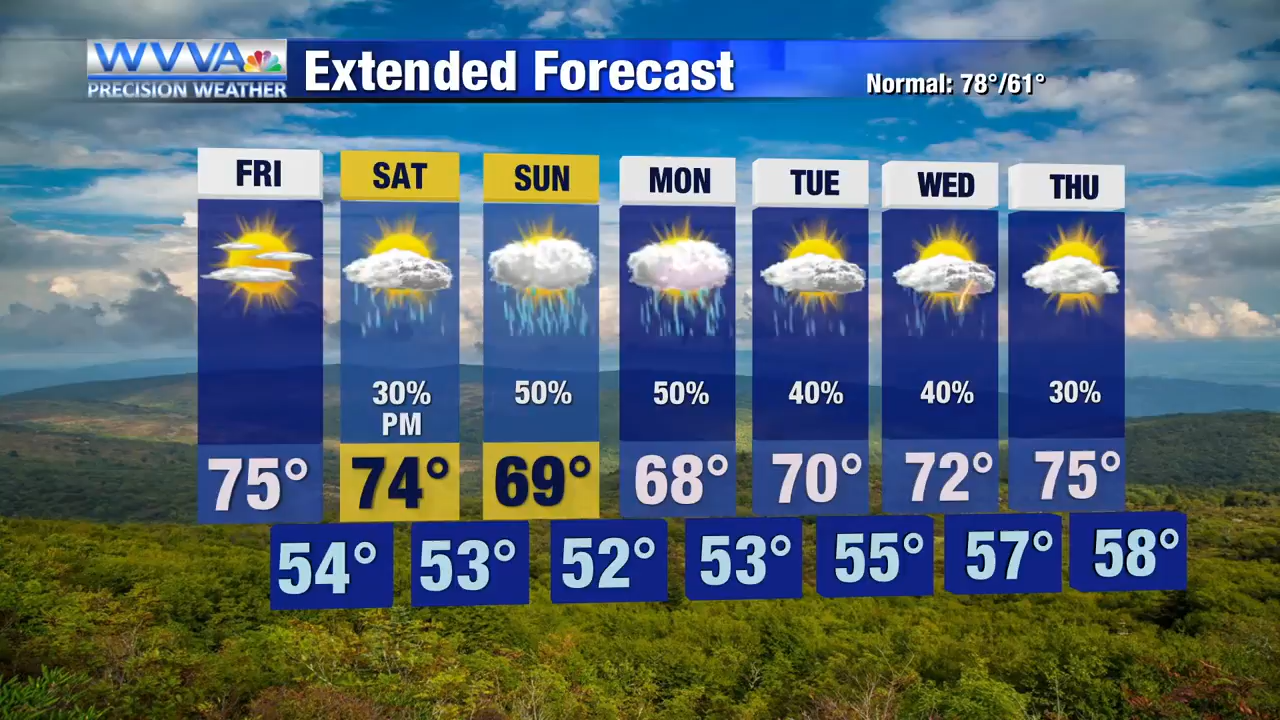 WVVA
PRECISION WEATHER
Extended Forecast
Normal: 78°/61°
FRI SAT SUN MON TUE WED THU
30% 50% 50% 40% 40% 30%
PM
75° 74° 69° 68° 70° 72° 75°
54° 53° 52° 53° 55° 57° 58°